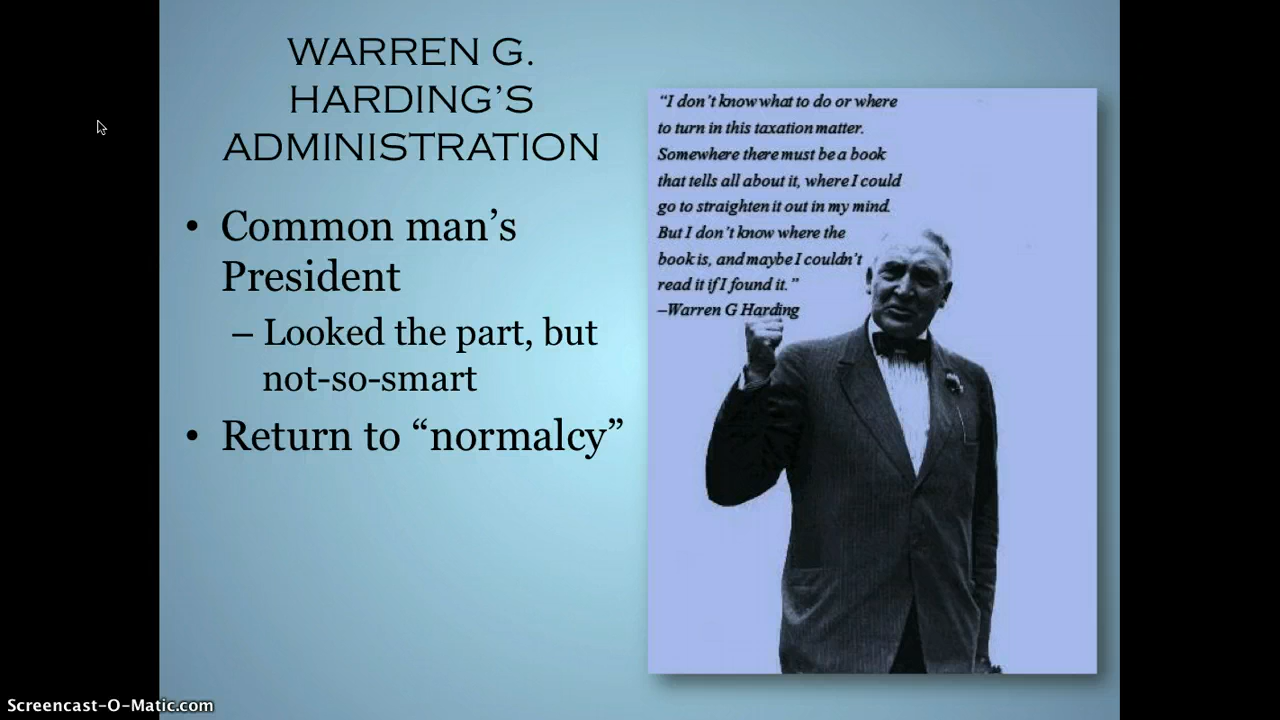 WARREN G.
HARDING’S
ADMINISTRATION
• Common man’s
President
– Looked the part, but
not-so-smart
• Return to “normalcy”
“I don’t know what to do or where
to turn in this taxation matter.
Somewhere there must be a book
that tells all about it, where I could
go to straighten it out in my mind.
But I don’t know where the
book is, and maybe I couldn’t
read it if I found it.”
–Warren G Harding
Screencast-O-Matic.com